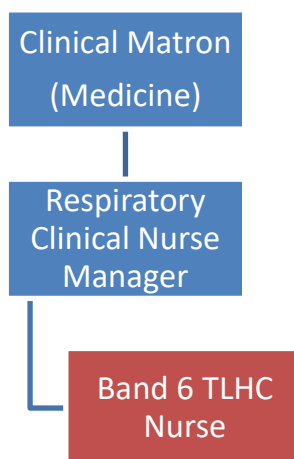 Clinical Matron
(Medicine)
Respiratory
Clinical Nurse
Manager
Band 6 TLHC
Nurse